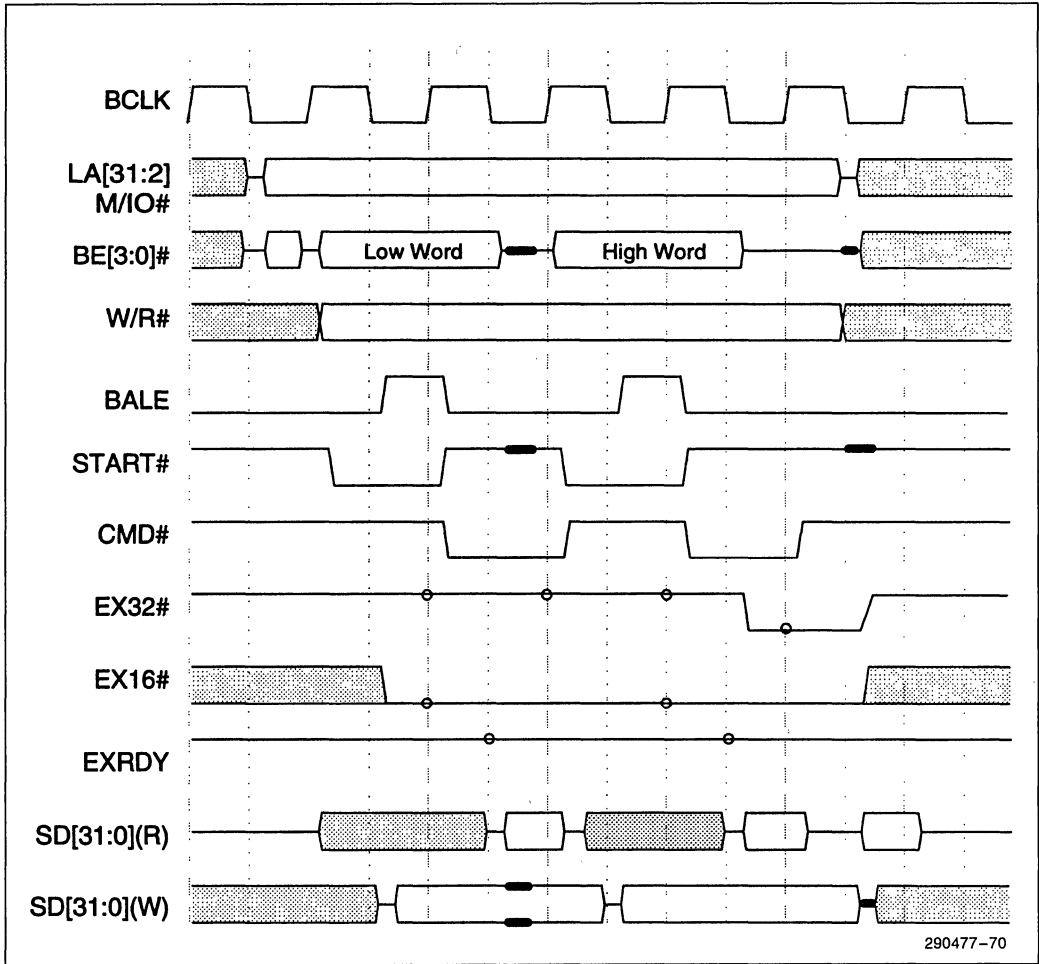 BCLK
LA[31:2]
M/IO#
BE[3:0]# Low Word High Word
W/R#
BALE
START#
CMD#
EX32#
EX16#
EXRDY
SD[31:0](R)
SD[31:0](W)
290477–70